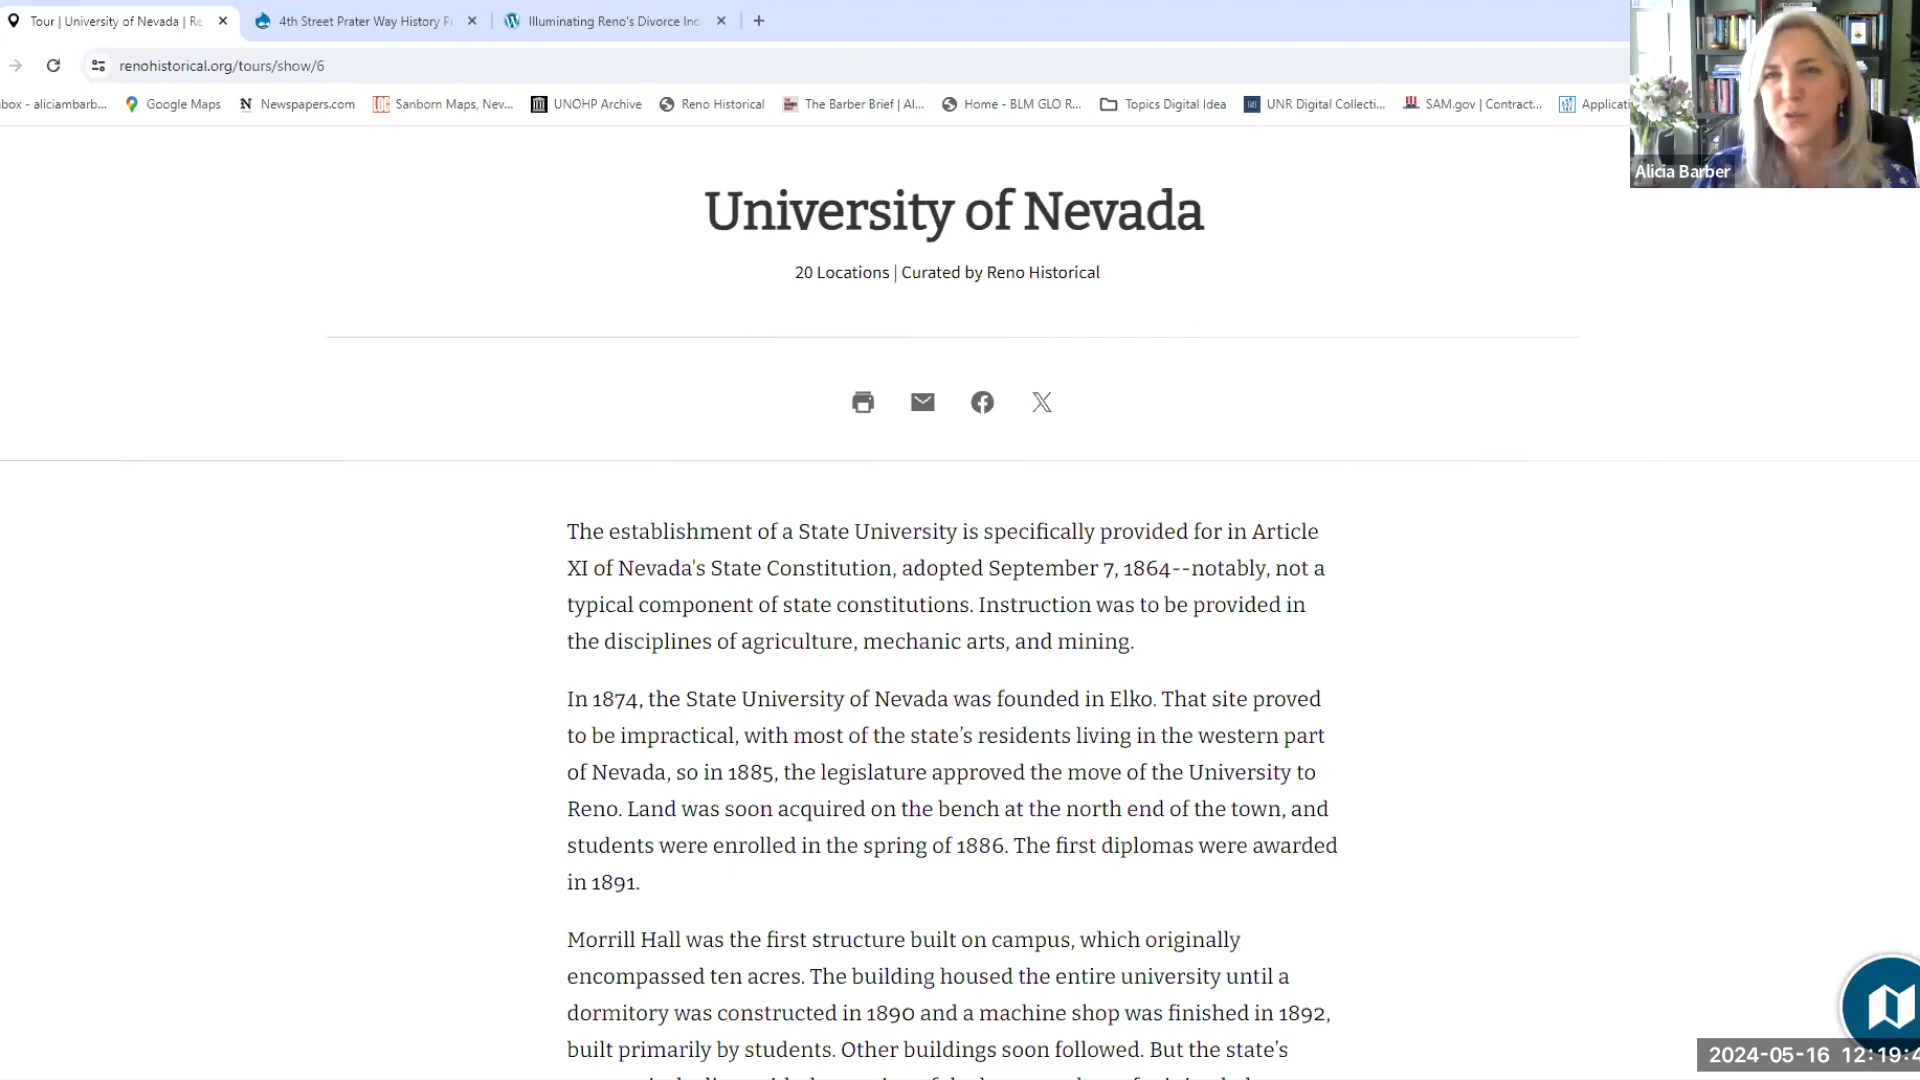 Tour | University of Nevada | Re
4th Street Prater Way History Pr
Illuminating Reno's Divorce Ind
renohistorical.org/tours/show/6
box - aliciambarb...
Google Maps
Newspapers.com
Sanborn Maps, Nev...
UNOHP Archive
Reno Historical
The Barber Brief | Al...
Home - BLM GLO R...
Topics Digital Idea
UNR Digital Collecti...
SAM.gov | Contract...
Applicati
Alicia Barber
University of Nevada
20 Locations | Curated by Reno Historical
The establishment of a State University is specifically provided for in Article
XI of Nevada's State Constitution, adopted September 7, 1864--notably, not a
typical component of state constitutions. Instruction was to be provided in
the disciplines of agriculture, mechanic arts, and mining.
In 1874, the State University of Nevada was founded in Elko. That site proved
to be impractical, with most of the state’s residents living in the western part
of Nevada, so in 1885, the legislature approved the move of the University to
Reno. Land was soon acquired on the bench at the north end of the town, and
students were enrolled in the spring of 1886. The first diplomas were awarded
in 1891.
Morrill Hall was the first structure built on campus, which originally
encompassed ten acres. The building housed the entire university until a
dormitory was constructed in 1890 and a machine shop was finished in 1892,
built primarily by students. Other buildings soon followed. But the state’s
2024-05-16 12:19:4